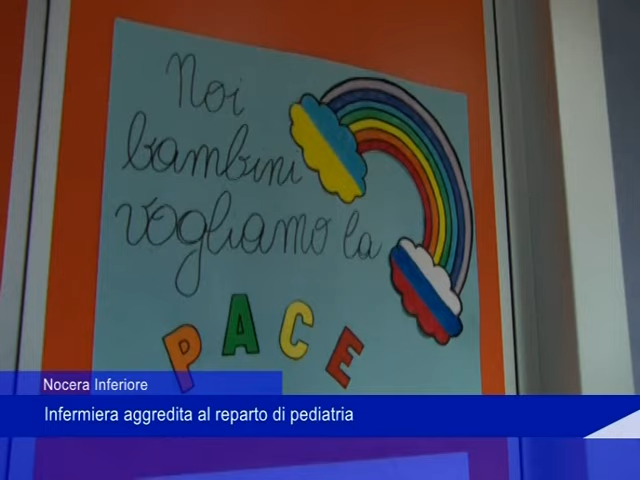 Noi
bambini
vogliamo la
PACE
Nocera Inferiore
Infermiera aggredita al reparto di pediatria